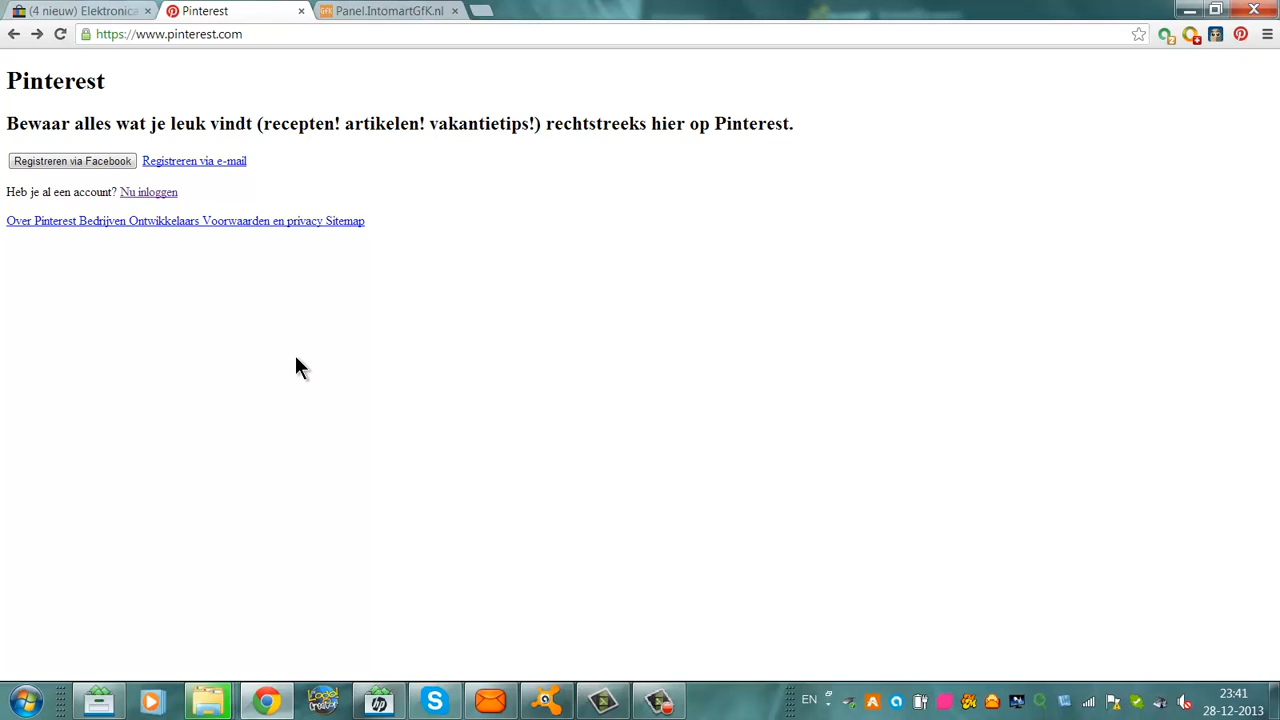 (4 nieuw) Elektronica
Pinterest
Panel.IntomartGfK.nl
https://www.pinterest.com
Pinterest
Bewaar alles wat je leuk vindt (recepten! artikelen! vakantietips!) rechtstreeks hier op Pinterest.
Registreren via Facebook Registreren via e-mail
Heb je al een account? Nu inloggen
Over Pinterest Bedrijven Ontwikkelaars Voorwaarden en privacy Sitemap
EN
23:41
28-12-2013